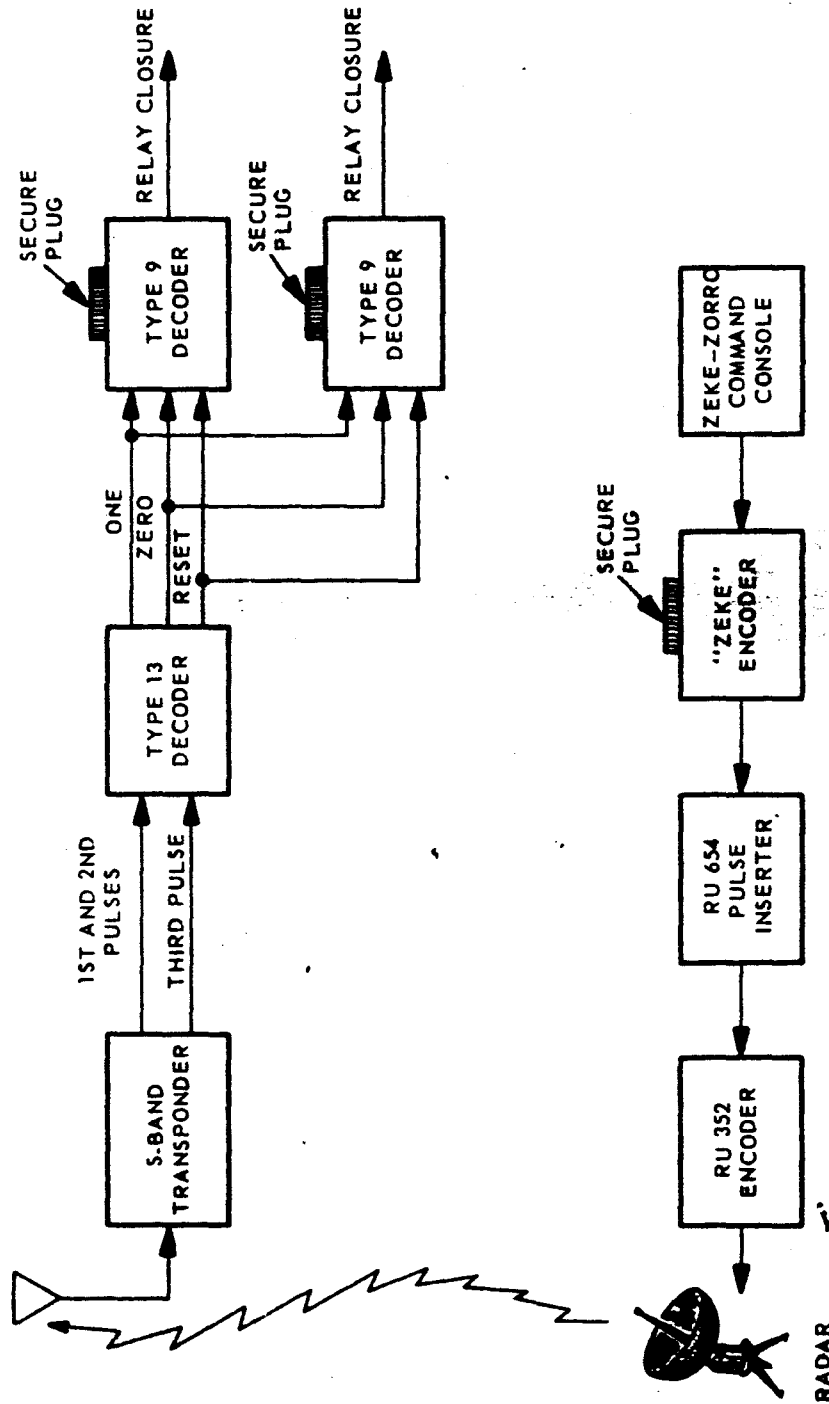 S-BAND
TRANSPONDER
1ST AND 2ND
PULSES
THIRD PULSE
TYPE 13
DECODER
ONE
ZERO
RESET
SECURE
PLUG
TYPE 9
DECODER
RELAY CLOSURE
SECURE
PLUG
TYPE 9
DECODER
RELAY CLOSURE
RADAR
RU 352
ENCODER
RU 654
PULSE
INSERTER
SECURE
PLUG
"ZEKE"
ENCODER
ZEKE-ZORRO
COMMAND
CONSOLE